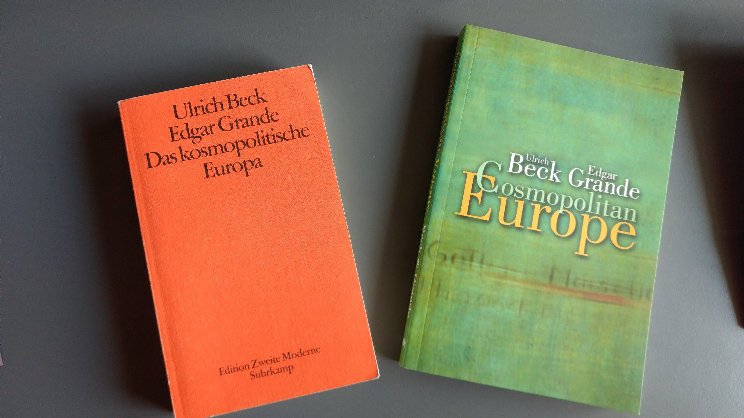 Ulrich Beck
Edgar Grande
Das kosmopolitische
Europa
Edition Zweite Moderne
Suhrkamp
Ulrich Edgar
Beck Grande
Cosmopolitan
Europe